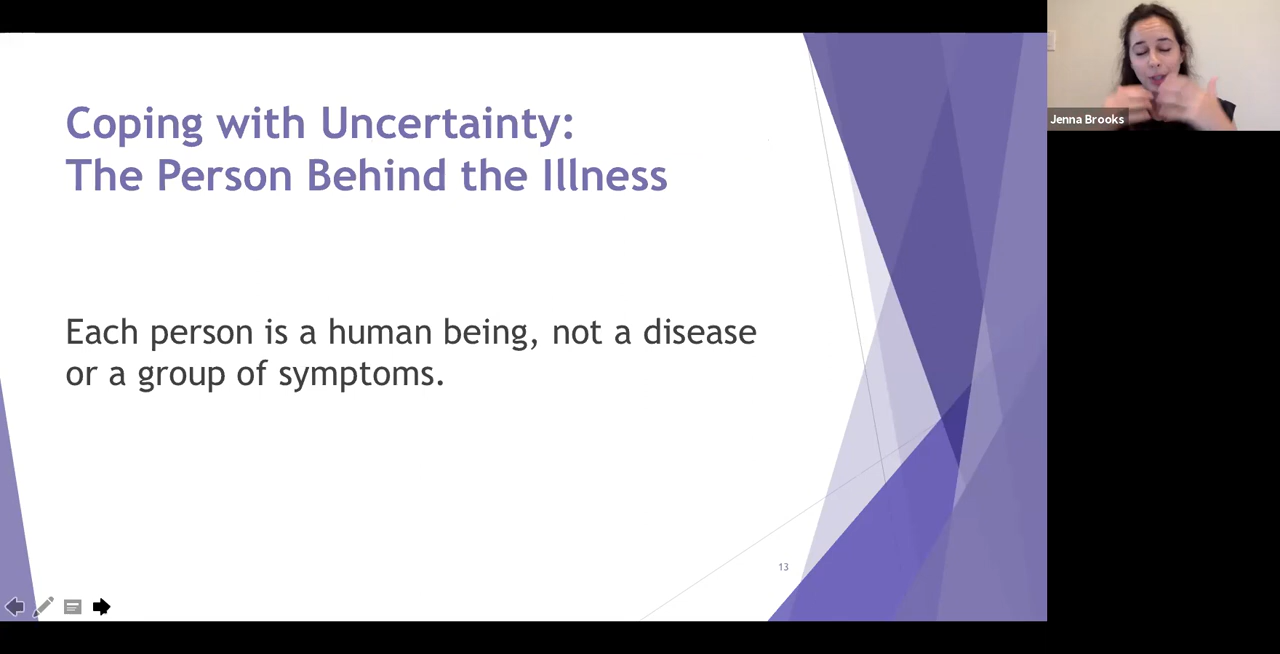 Coping with Uncertainty:
The Person Behind the Illness
Each person is a human being, not a disease
or a group of symptoms.
13
Jenna Brooks